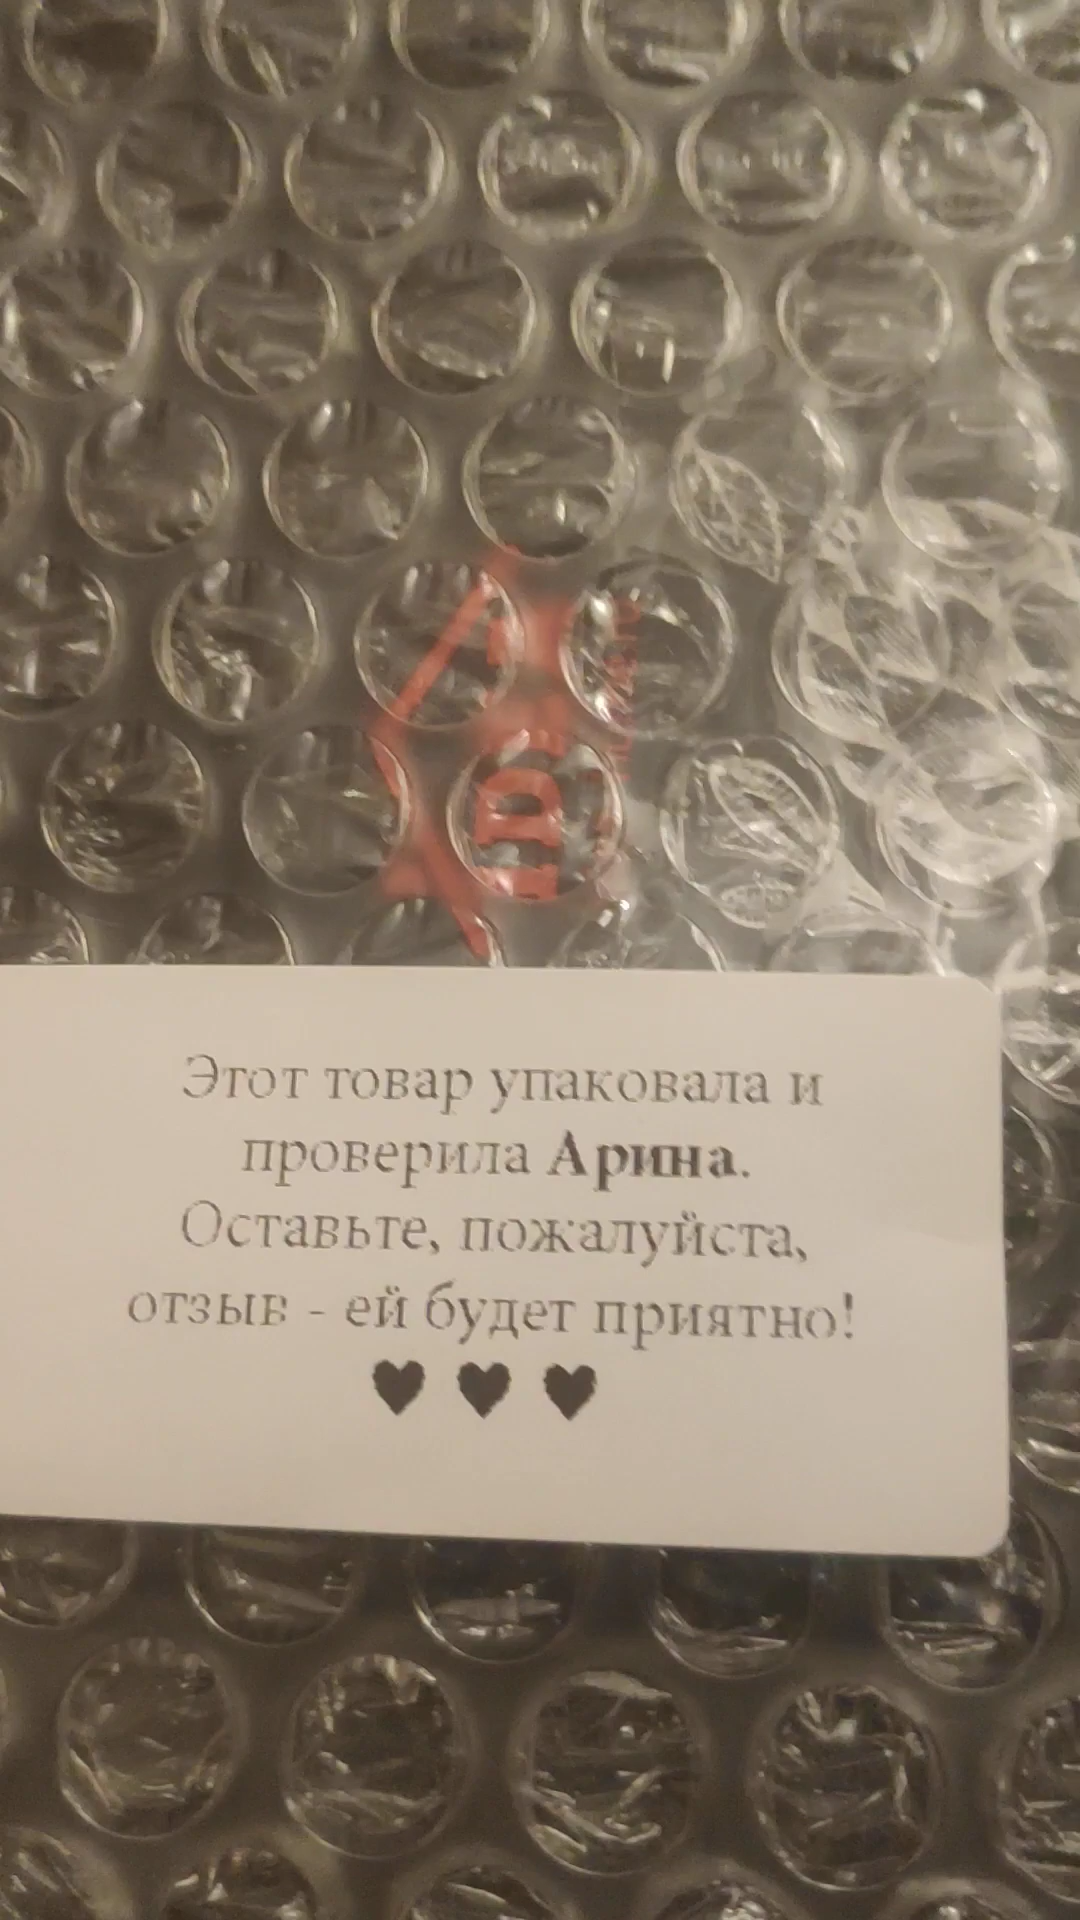 Этот товар упаковала и
проверила Арина.
Оставьте, пожалуйста,
отзыв - ей будет приятно!
♥ ♥ ♥